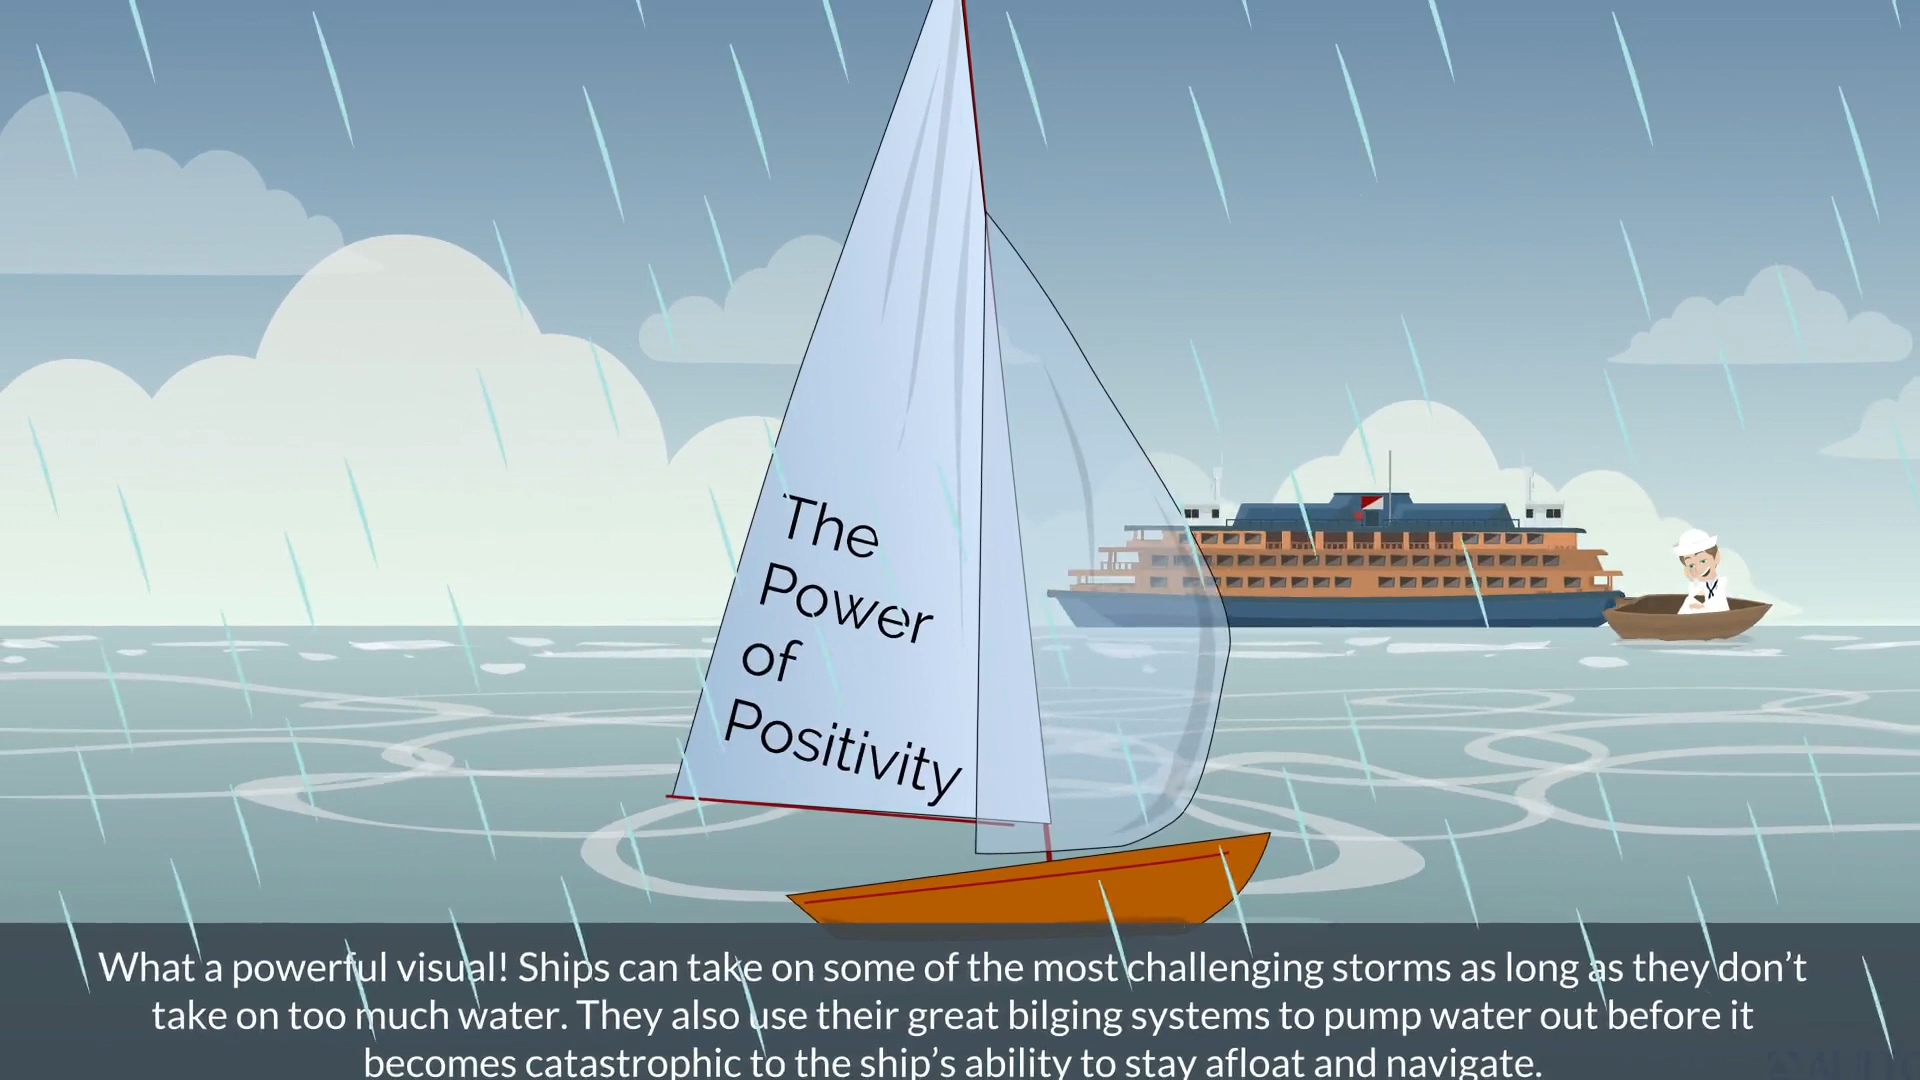 The
Power
of
Positivity
What a powerful visual! Ships can take on some of the most challenging storms as long as they don’t
take on too much water. They also use their great bilging systems to pump water out before it
becomes catastrophic to the ship’s ability to stay afloat and navigate.